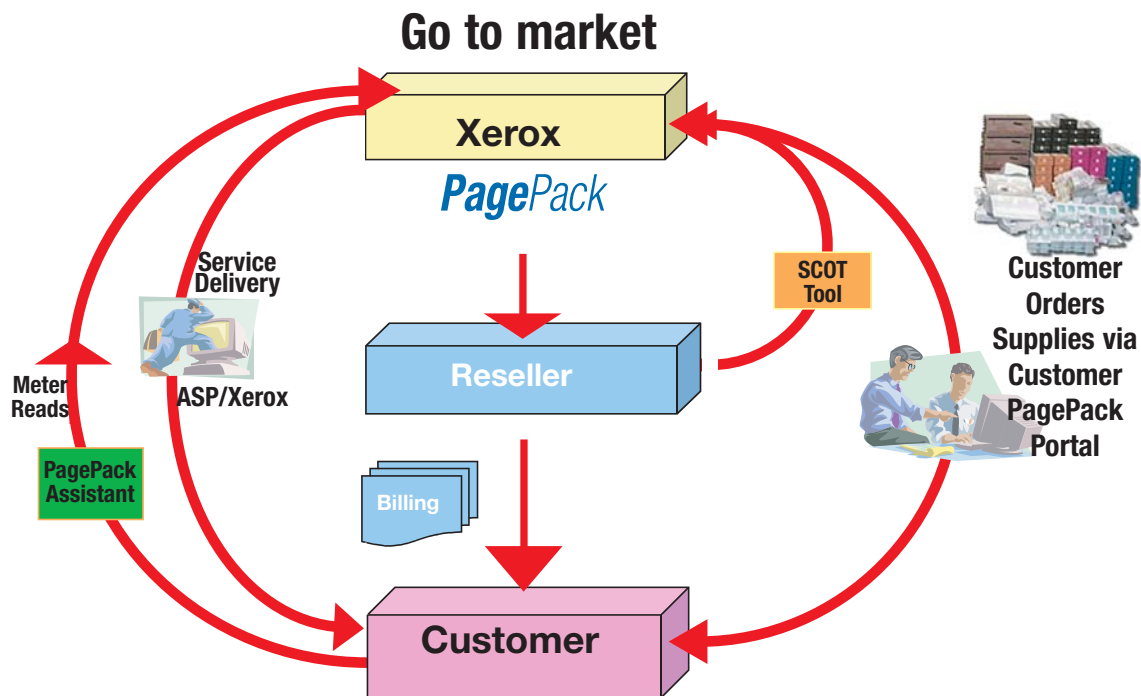 Go to market
Xerox
PagePack
Service
Delivery
ASP/Xerox
Meter
Reads
PagePack
Assistant
SCOT
Tool
Reseller
Billing
Customer
Customer
Orders
Supplies via
Customer
PagePack
Portal